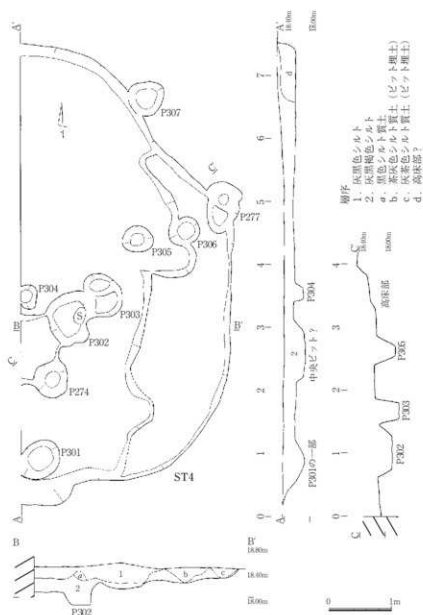 A'
P307
C'
P277
P306
P305
P304
P303
S
B
B'
P302
C
P274
P301
ST4
A
A'
18.40m
18.00m
d
7
6
5
4
3
2
1
0
P304
2
中央ピット?
P301の一部
A
層序
1. 灰黒色シルト
2. 灰黒褐色シルト
a. 黒色シルト質土
b. 茶灰色シルト質土(ピット埋土)
c. 灰茶色シルト質土(ピット埋土)
d. 高床部?
C'
18.40m
18.00m
高床部
4
3
2
1
0
P305
P303
P302
C
B
B'
18.80m
18.40m
18.00m
a
1
2
b
c
P302
0
1m